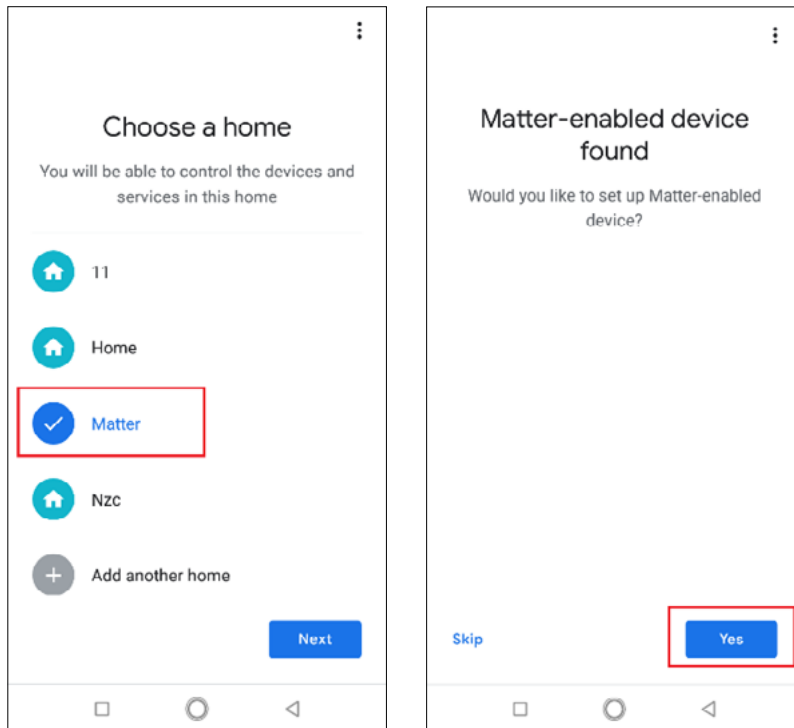 Choose a home
You will be able to control the devices and
services in this home
11
Home
Matter
Nzc
Add another home
Next
Matter-enabled device
found
Would you like to set up Matter-enabled
device?
Skip
Yes